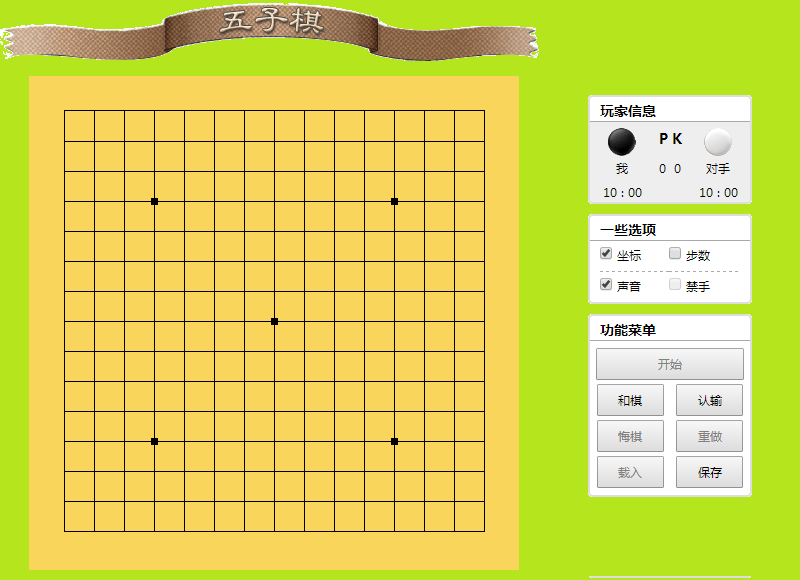 五子棋
玩家信息
P K
我 0 0 对手
10 : 00 10 : 00
一些选项
坐标 步数
声音 禁手
功能菜单
开始
和棋 认输
悔棋 重做
载入 保存